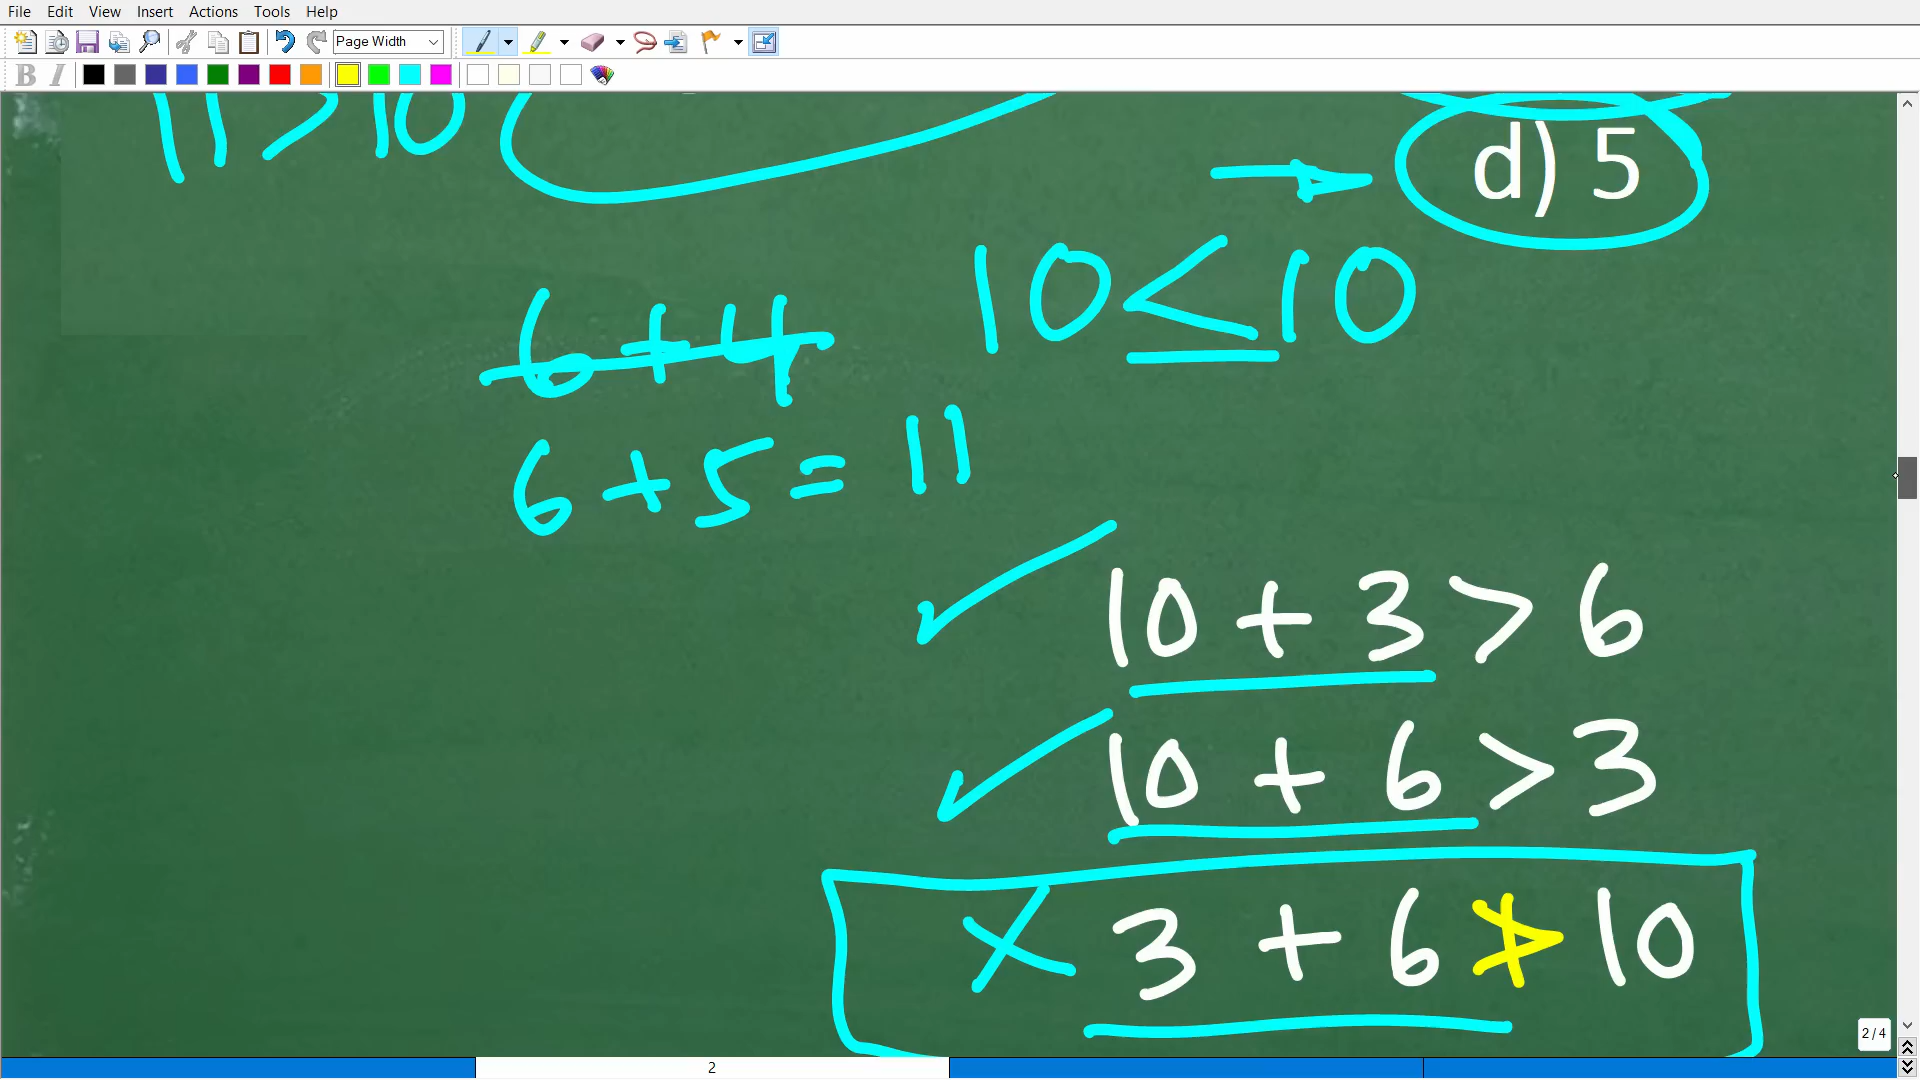 File Edit View Insert Actions Tools Help
Page Width
B I
11 > 10
d) 5
10 ≤ 10
6 + 4
6 + 5 = 11
10 + 3 > 6
10 + 6 > 3
3 + 6 ≯ 10
2 / 4
2